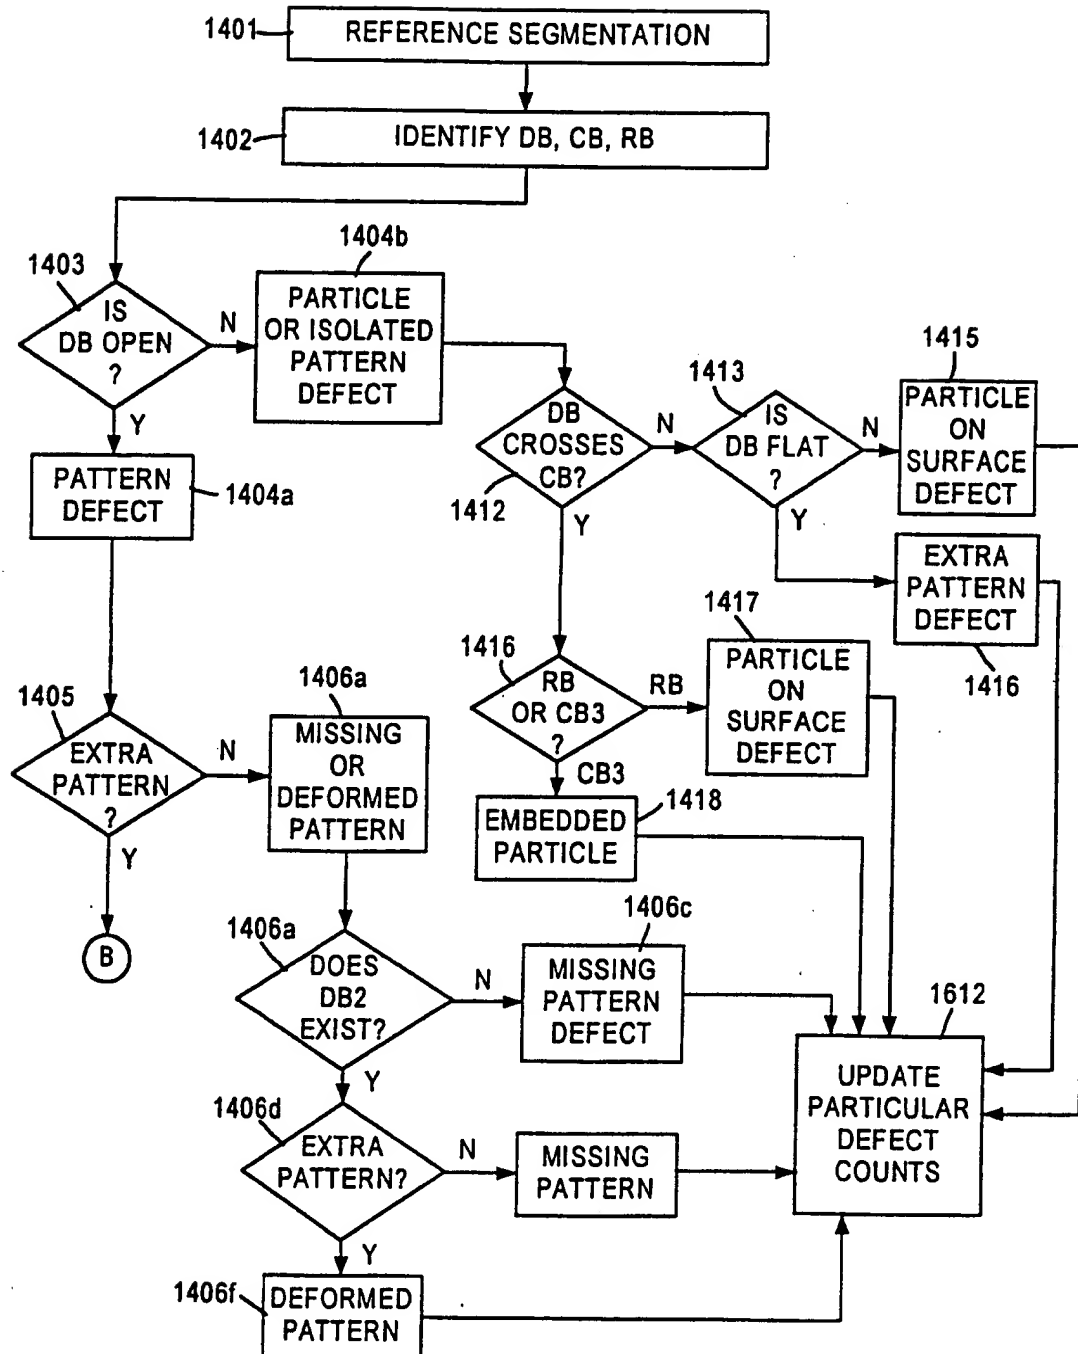 1401
REFERENCE SEGMENTATION
1402
IDENTIFY DB, CB, RB
1403
IS
DB OPEN
?
N
Y
1404b
PARTICLE
OR ISOLATED
PATTERN
DEFECT
PATTERN
DEFECT
1404a
DB
CROSSES
CB?
1412
N
Y
1413
IS
DB FLAT
?
N
Y
1415
PARTICLE
ON
SURFACE
DEFECT
EXTRA
PATTERN
DEFECT
1416
1416
RB
OR CB3
?
RB
CB3
1417
PARTICLE
ON
SURFACE
DEFECT
1418
EMBEDDED
PARTICLE
1405
EXTRA
PATTERN
?
N
Y
B
1406a
MISSING
OR
DEFORMED
PATTERN
1406a
DOES
DB2
EXIST?
N
Y
1406c
MISSING
PATTERN
DEFECT
1406d
EXTRA
PATTERN?
N
Y
MISSING
PATTERN
1406f
DEFORMED
PATTERN
1612
UPDATE
PARTICULAR
DEFECT
COUNTS